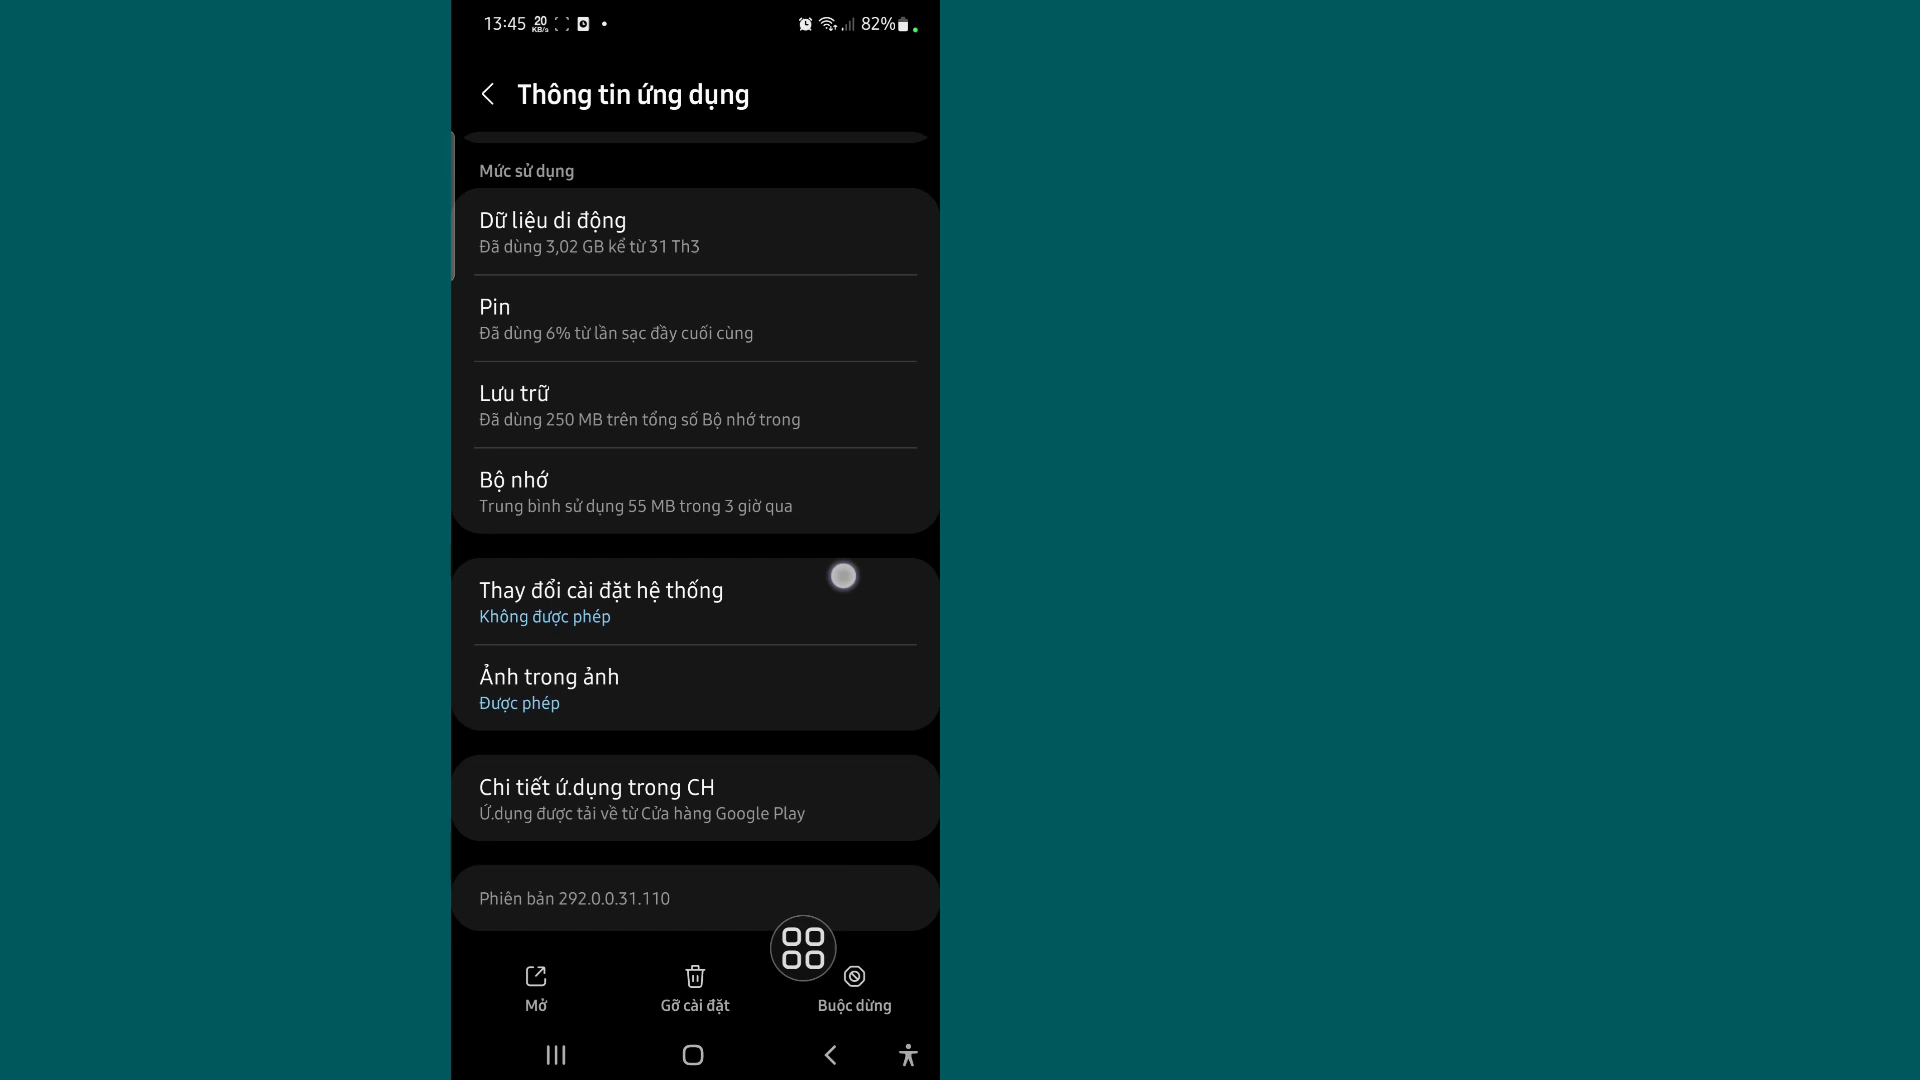 13:45 20 KB/s 82%
Thông tin ứng dụng
Mức sử dụng
Dữ liệu di động
Đã dùng 3,02 GB kể từ 31 Th3
Pin
Đã dùng 6% từ lần sạc đầy cuối cùng
Lưu trữ
Đã dùng 250 MB trên tổng số Bộ nhớ trong
Bộ nhớ
Trung bình sử dụng 55 MB trong 3 giờ qua
Thay đổi cài đặt hệ thống
Không được phép
Ảnh trong ảnh
Được phép
Chi tiết ứ.dụng trong CH
Ứ.dụng được tải về từ Cửa hàng Google Play
Phiên bản 292.0.0.31.110
Mở Gỡ cài đặt Buộc dừng